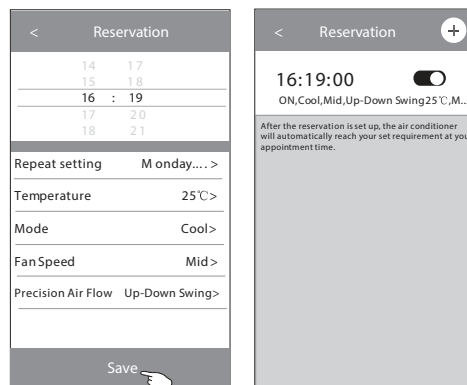 < Reservation
14 17
15 18
16 : 19
17 20
18 21
Repeat setting Monday.... >
Temperature 25℃>
Mode Cool>
Fan Speed Mid>
Precision Air Flow Up-Down Swing>
Save
< Reservation +
16:19:00
ON,Cool,Mid,Up-Down Swing25℃,M...
After the reservation is set up, the air conditioner
will automatically reach your set requirement at you
appointment time.